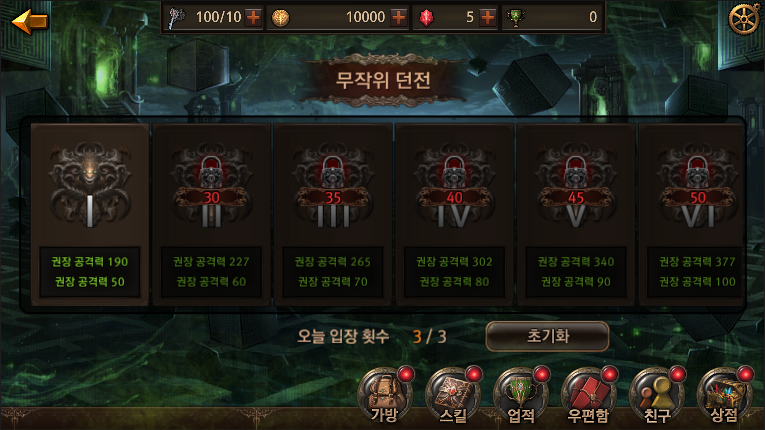 100/10
10000
5
0
무작위 던전
I
30
II
35
III
40
IV
45
V
50
VI
권장 공격력 190
권장 공격력 50
권장 공격력 227
권장 공격력 60
권장 공격력 265
권장 공격력 70
권장 공격력 302
권장 공격력 80
권장 공격력 340
권장 공격력 90
권장 공격력 377
권장 공격력 100
오늘 입장 횟수 3 / 3
초기화
가방
스킬
업적
우편함
친구
상점